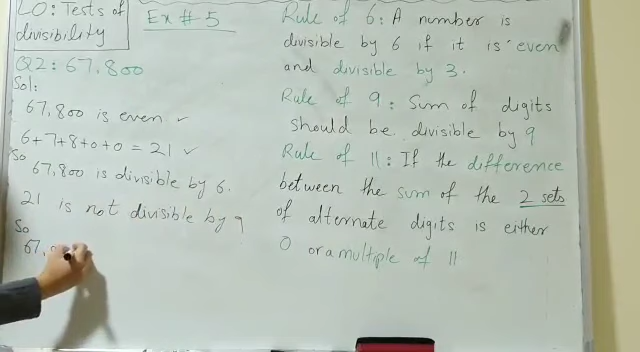 LO: Tests of
divisibility
Ex # 5
Q2: 67,800
Sol:
67,800 is even ✓
6+7+8+0+0 = 21 ✓
So
67,800 is divisible by 6.
21 is not divisible by 9
So
67,
Rule of 6: A number is
divisible by 6 if it is even
and divisible by 3.
Rule of 9: Sum of digits
should be divisible by 9
Rule of 11: If the difference
between the sum of the 2 sets
of alternate digits is either
0 or a multiple of 11